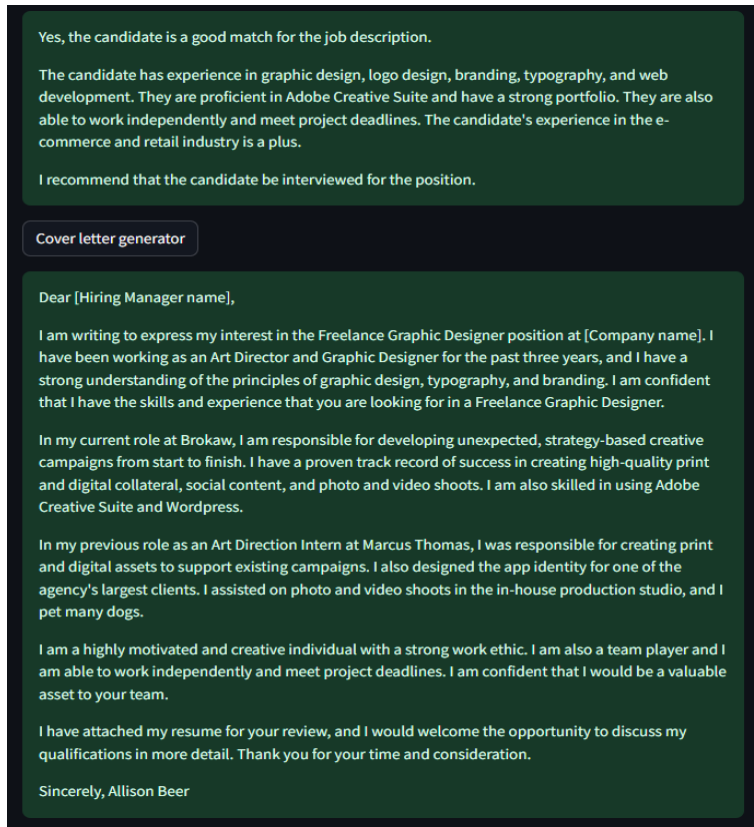 Yes, the candidate is a good match for the job description.
The candidate has experience in graphic design, logo design, branding, typography, and web
development. They are proficient in Adobe Creative Suite and have a strong portfolio. They are also
able to work independently and meet project deadlines. The candidate's experience in the e-
commerce and retail industry is a plus.
I recommend that the candidate be interviewed for the position.
Cover letter generator
Dear [Hiring Manager name],
I am writing to express my interest in the Freelance Graphic Designer position at [Company name]. I
have been working as an Art Director and Graphic Designer for the past three years, and I have a
strong understanding of the principles of graphic design, typography, and branding. I am confident
that I have the skills and experience that you are looking for in a Freelance Graphic Designer.
In my current role at Brokaw, I am responsible for developing unexpected, strategy-based creative
campaigns from start to finish. I have a proven track record of success in creating high-quality print
and digital collateral, social content, and photo and video shoots. I am also skilled in using Adobe
Creative Suite and Wordpress.
In my previous role as an Art Direction Intern at Marcus Thomas, I was responsible for creating print
and digital assets to support existing campaigns. I also designed the app identity for one of the
agency's largest clients. I assisted on photo and video shoots in the in-house production studio, and I
pet many dogs.
I am a highly motivated and creative individual with a strong work ethic. I am also a team player and I
am able to work independently and meet project deadlines. I am confident that I would be a valuable
asset to your team.
I have attached my resume for your review, and I would welcome the opportunity to discuss my
qualifications in more detail. Thank you for your time and consideration.
Sincerely, Allison Beer